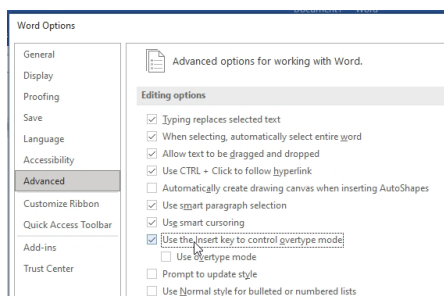 Word Options
General
Display
Proofing
Save
Language
Accessibility
Advanced
Customize Ribbon
Quick Access Toolbar
Add-ins
Trust Center
Advanced options for working with Word.
Editing options
Typing replaces selected text
When selecting, automatically select entire word
Allow text to be dragged and dropped
Use CTRL + Click to follow hyperlink
Automatically create drawing canvas when inserting AutoShapes
Use smart paragraph selection
Use smart cursoring
Use the Insert key to control overtype mode
Use overtype mode
Prompt to update style
Use Normal style for bulleted or numbered lists